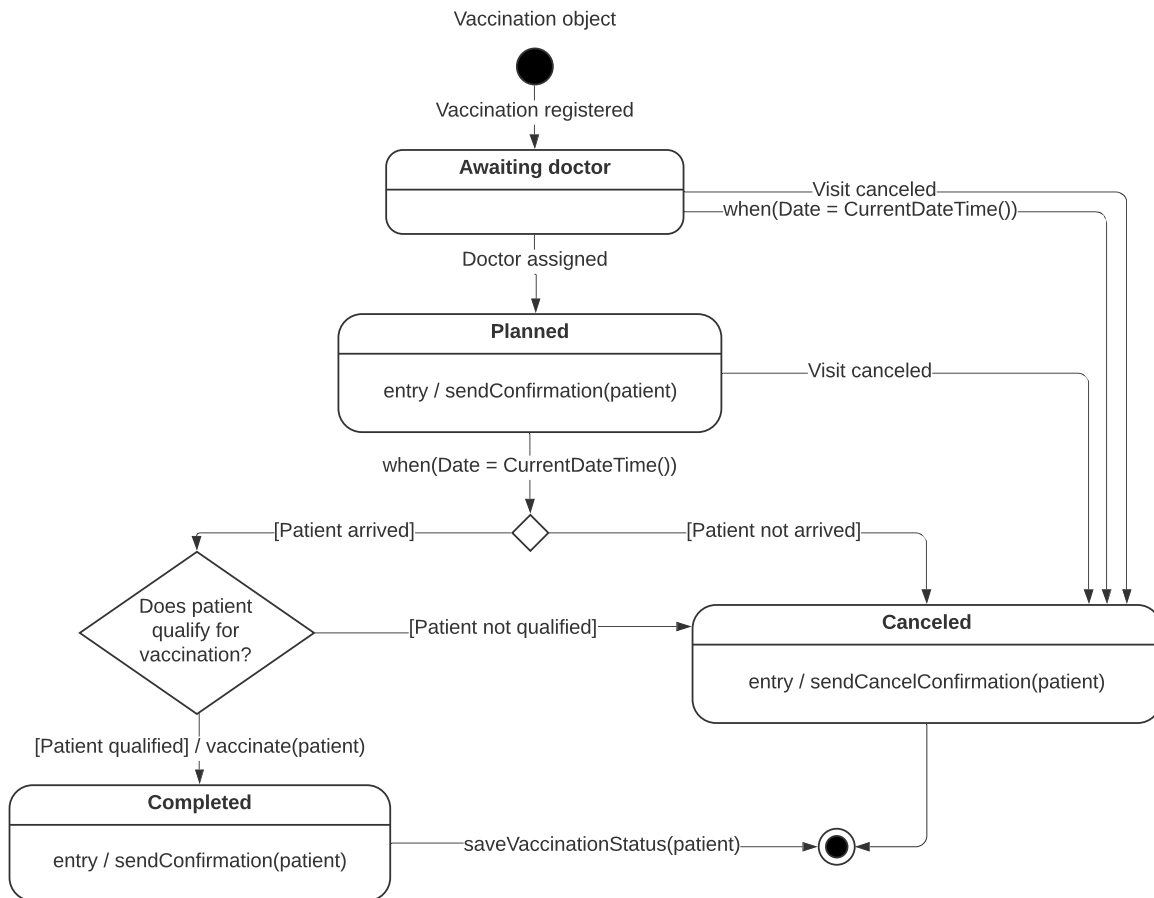 Vaccination object
Vaccination registered
Awaiting doctor
Visit canceled
when(Date = CurrentDateTime())
Doctor assigned
Planned
entry / sendConfirmation(patient)
Visit canceled
when(Date = CurrentDateTime())
[Patient arrived]
[Patient not arrived]
Does patient
qualify for
vaccination?
[Patient not qualified]
Canceled
entry / sendCancelConfirmation(patient)
[Patient qualified] / vaccinate(patient)
Completed
entry / sendConfirmation(patient)
saveVaccinationStatus(patient)